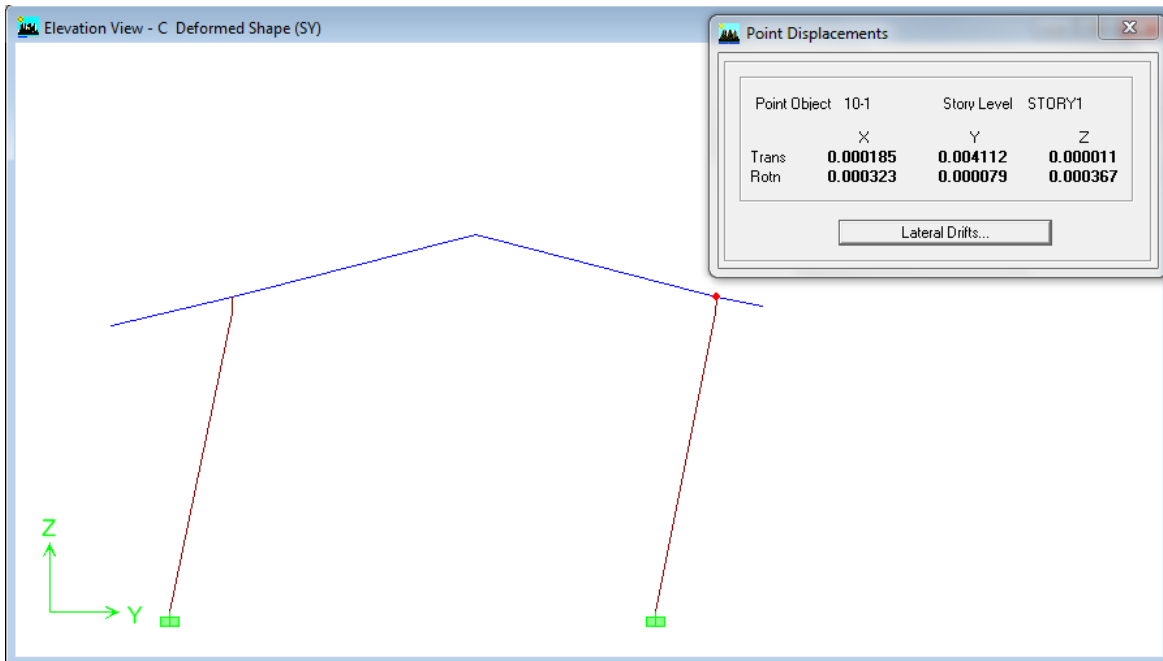 Elevation View - C Deformed Shape (SY)
Point Displacements
Point Object 10-1 Story Level STORY1
X Y Z
Trans 0.000185 0.004112 0.000011
Rotn 0.000323 0.000079 0.000367
Lateral Drifts...
Z
Y